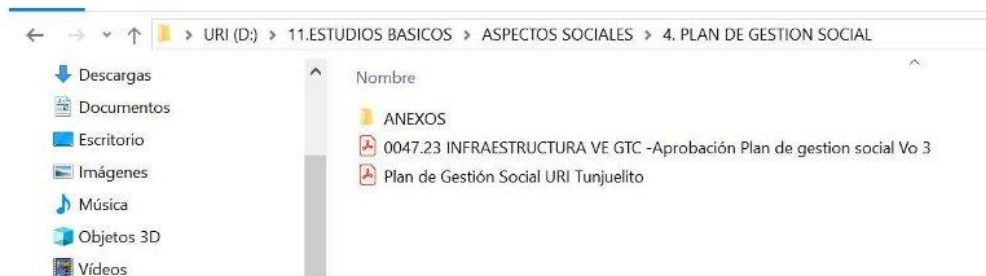 URI (D:) > 11.ESTUDIOS BASICOS > ASPECTOS SOCIALES > 4. PLAN DE GESTION SOCIAL
Descargas
Documentos
Escritorio
Imágenes
Música
Objetos 3D
Vídeos
Nombre
ANEXOS
0047.23 INFRAESTRUCTURA VE GTC -Aprobación Plan de gestion social Vo 3
Plan de Gestión Social URI Tunjuelito